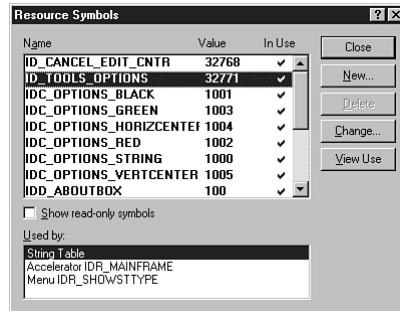 Resource Symbols
Name Value In Use
ID_CANCEL_EDIT_CNTR 32768
ID_TOOLS_OPTIONS 32771
IDC_OPTIONS_BLACK 1001
IDC_OPTIONS_GREEN 1003
IDC_OPTIONS_HORIZCENTER 1004
IDC_OPTIONS_RED 1002
IDC_OPTIONS_STRING 1000
IDC_OPTIONS_VERTCENTER 1005
IDD_ABOUTBOX 100
Close
New...
Delete
Change...
View Use
Show read-only symbols
Used by:
String Table
Accelerator IDR_MAINFRAME
Menu IDR_SHOWSTTYPE